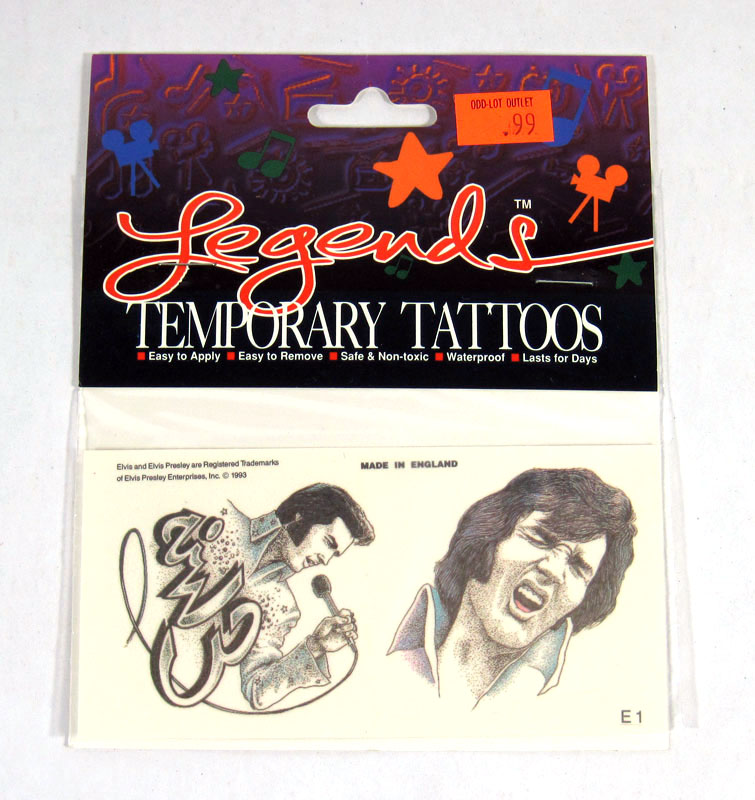 ODD-LOT OUTLET
.99
Legends™
TEMPORARY TATTOOS
■ Easy to Apply ■ Easy to Remove ■ Safe & Non-toxic ■ Waterproof ■ Lasts for Days
Elvis and Elvis Presley are Registered Trademarks
of Elvis Presley Enterprises, Inc. © 1993
MADE IN ENGLAND
E 1